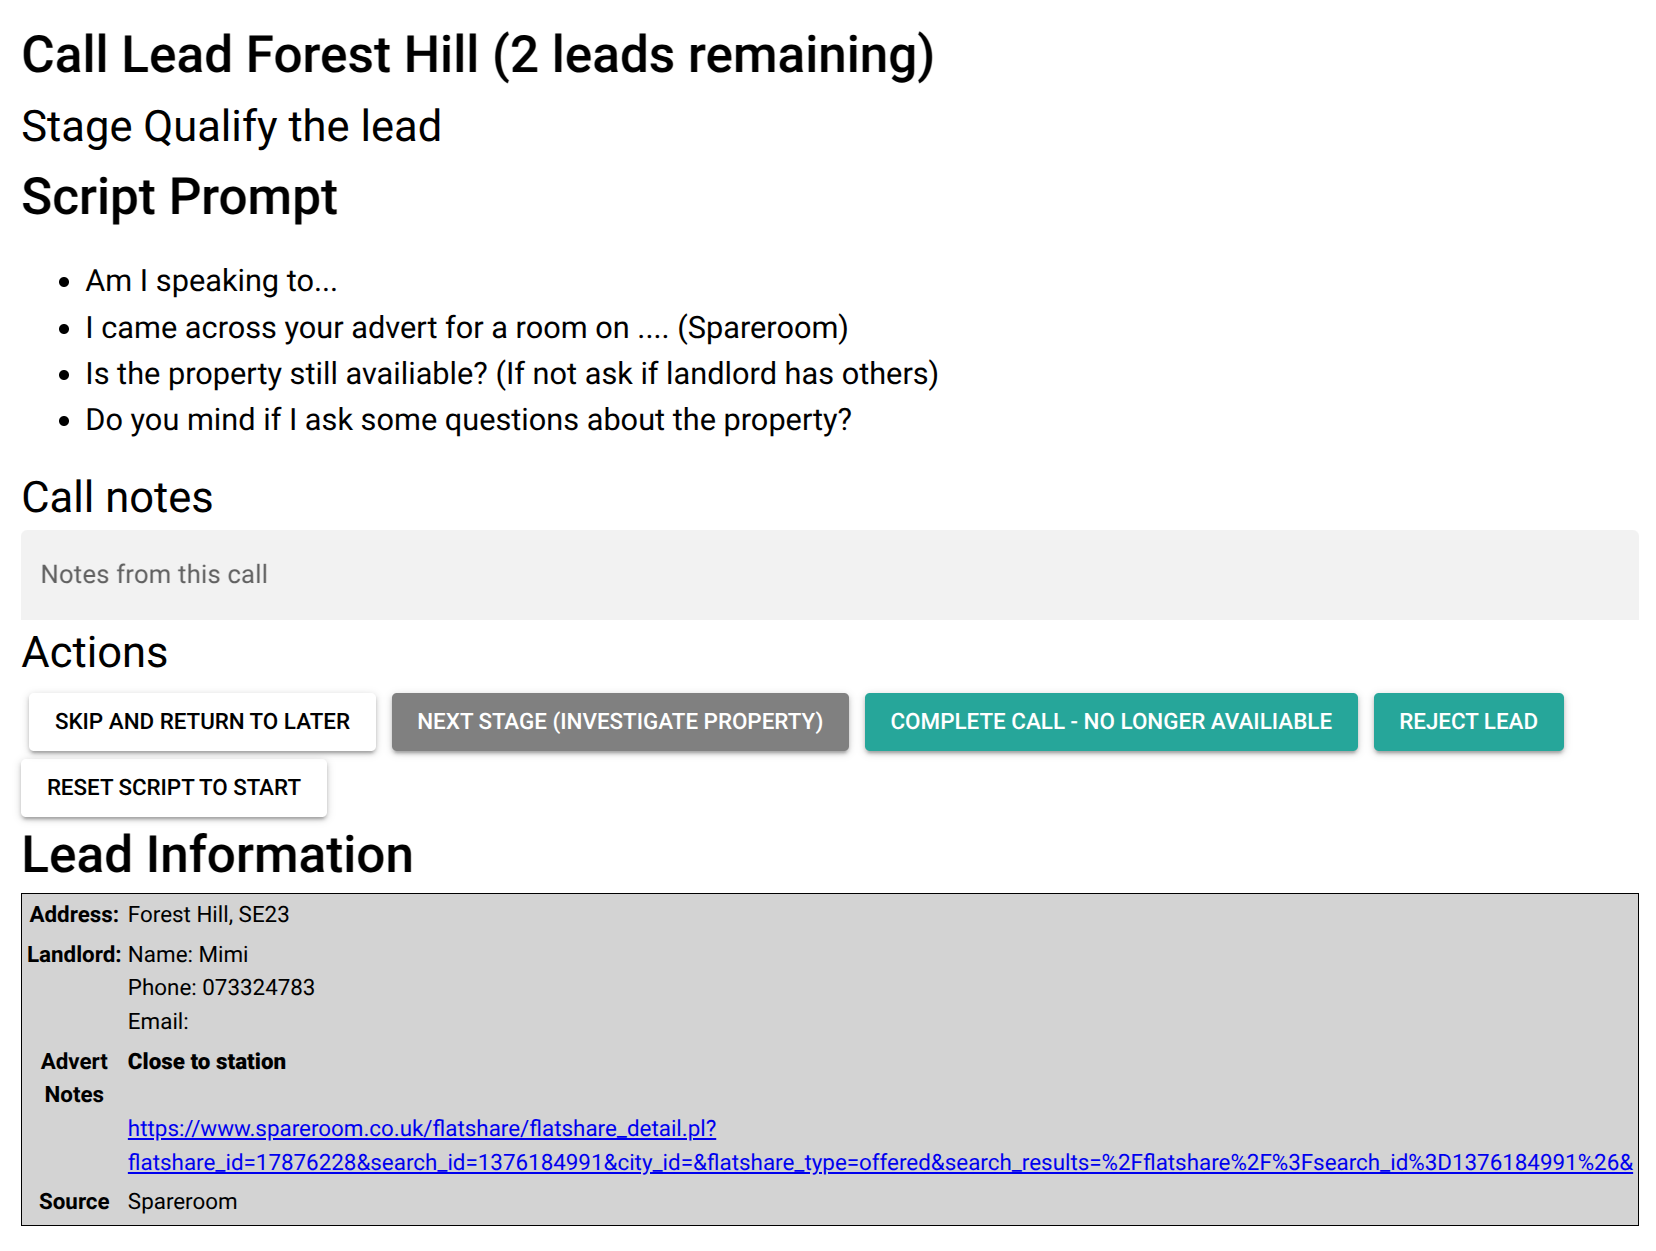 Call Lead Forest Hill (2 leads remaining)
Stage Qualify the lead
Script Prompt
• Am I speaking to...
• I came across your advert for a room on .... (Spareroom)
• Is the property still availiable? (If not ask if landlord has others)
• Do you mind if I ask some questions about the property?
Call notes
Notes from this call
Actions
SKIP AND RETURN TO LATER NEXT STAGE (INVESTIGATE PROPERTY) COMPLETE CALL - NO LONGER AVAILIABLE REJECT LEAD
RESET SCRIPT TO START
Lead Information
Address: Forest Hill, SE23
Landlord: Name: Mimi
Phone: 073324783
Email:
Advert Close to station
Notes
https://www.spareroom.co.uk/flatshare/flatshare_detail.pl?
flatshare_id=17876228&search_id=1376184991&city_id=&flatshare_type=offered&search_results=%2Fflatshare%2F%3Fsearch_id%3D1376184991%26&
Source Spareroom